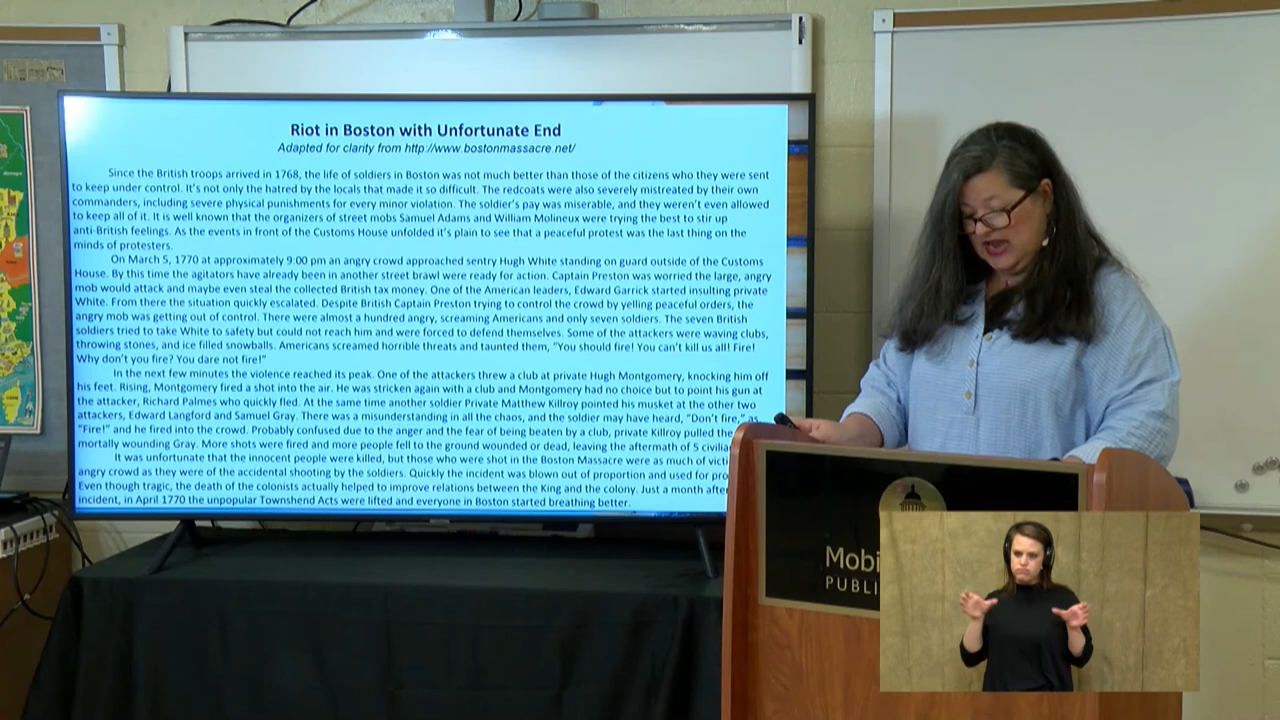 Riot in Boston with Unfortunate End
Adapted for clarity from http://www.bostonmassacre.net/
Since the British troops arrived in 1768, the life of soldiers in Boston was not much better than those of the citizens who they were sent
to keep under control. It's not only the hatred by the locals that made it so difficult. The redcoats were also severely mistreated by their own
commanders, including severe physical punishments for every minor violation. The soldier's pay was miserable, and they weren't even allowed
to keep all of it. It is well known that the organizers of street mobs Samuel Adams and William Molineux were trying the best to stir up
anti-British feelings. As the events in front of the Customs House unfolded it's plain to see that a peaceful protest was the last thing on the
minds of protesters.
On March 5, 1770 at approximately 9:00 pm an angry crowd approached sentry Hugh White standing on guard outside of the Customs
House. By this time the agitators have already been in another street brawl were ready for action. Captain Preston was worried the large, angry
mob would attack and maybe even steal the collected British tax money. One of the American leaders, Edward Garrick started insulting private
White. From there the situation quickly escalated. Despite British Captain Preston trying to control the crowd by yelling peaceful orders, the
angry mob was getting out of control. There were almost a hundred angry, screaming Americans and only seven soldiers. The seven British
soldiers tried to take White to safety but could not reach him and were forced to defend themselves. Some of the attackers were waving clubs,
throwing stones, and ice filled snowballs. Americans screamed horrible threats and taunted them, "You should fire! You can't kill us all! Fire!
Why don't you fire? You dare not fire!"
In the next few minutes the violence reached its peak. One of the attackers threw a club at private Hugh Montgomery, knocking him off
his feet. Rising, Montgomery fired a shot into the air. He was stricken again with a club and Montgomery had no choice but to point his gun at
the attacker, Richard Palmes who quickly fled. At the same time another soldier Private Matthew Killroy pointed his musket at the other two
attackers, Edward Langford and Samuel Gray. There was a misunderstanding in all the chaos, and the soldier may have heard, "Don't fire," as
"Fire!" and he fired into the crowd. Probably confused due to the anger and the fear of being beaten by a club, private Killroy pulled the
mortally wounding Gray. More shots were fired and more people fell to the ground wounded or dead, leaving the aftermath of 5 civilia
It was unfortunate that the innocent people were killed, but those who were shot in the Boston Massacre were as much of victi
angry crowd as they were of the accidental shooting by the soldiers. Quickly the incident was blown out of proportion and used for pro
Even though tragic, the death of the colonists actually helped to improve relations between the King and the colony. Just a month after
incident, in April 1770 the unpopular Townshend Acts were lifted and everyone in Boston started breathing better.
Mobi
PUBLI